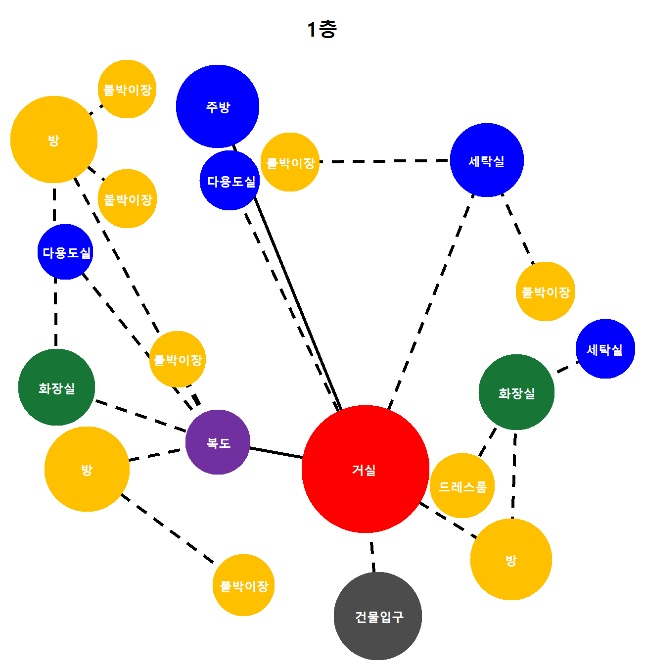 1층
붙박이장
주방
방
붙박이장
세탁실
다용도실
붙박이장
다용도실
붙박이장
세탁실
붙박이장
화장실
화장실
복도
방
거실
드레스룸
방
붙박이장
건물입구